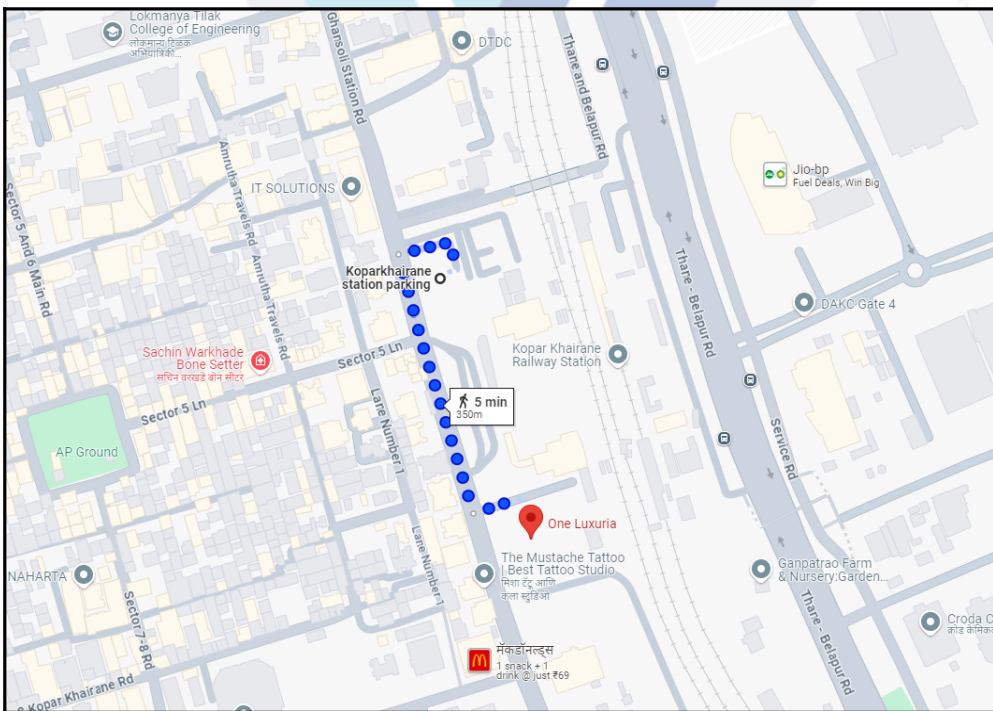 Lokmanya Tilak
College of Engineering
लोकमान्य टिळक
अभियांत्रिकी...
Ghansoli Station Rd
DTDC
Thane and Belapur Rd
Jio-bp
Fuel Deals, Win Big
IT SOLUTIONS
Amrutha Travels Rd
Amrutha Travels Rd
Sector 5 And 6 Main Rd
Koparkhairane
station parking
Thane - Belapur Rd
DAKC Gate 4
Sector 5 Ln
Kopar Khairane
Railway Station
Sachin Warkhade
Bone Setter
सचिन वरखडे बोन सीटर
Sector 5 Ln
Lane Number 1
5 min
350m
AP Ground
Service Rd
One Luxuria
Lane Number 1
The Mustache Tattoo
| Best Tattoo Studio
मिशा टॅटू आणि
कला स्टुडिओ
Ganpatrao Farm
& Nursery;Garden...
NAHARTA
Sector 7-8 Rd
Thane - Belapur Rd
Croda C
मॅकडॉनल्ड्स
1 snack + 1
drink @ just ₹69
Kopar Khairane Rd